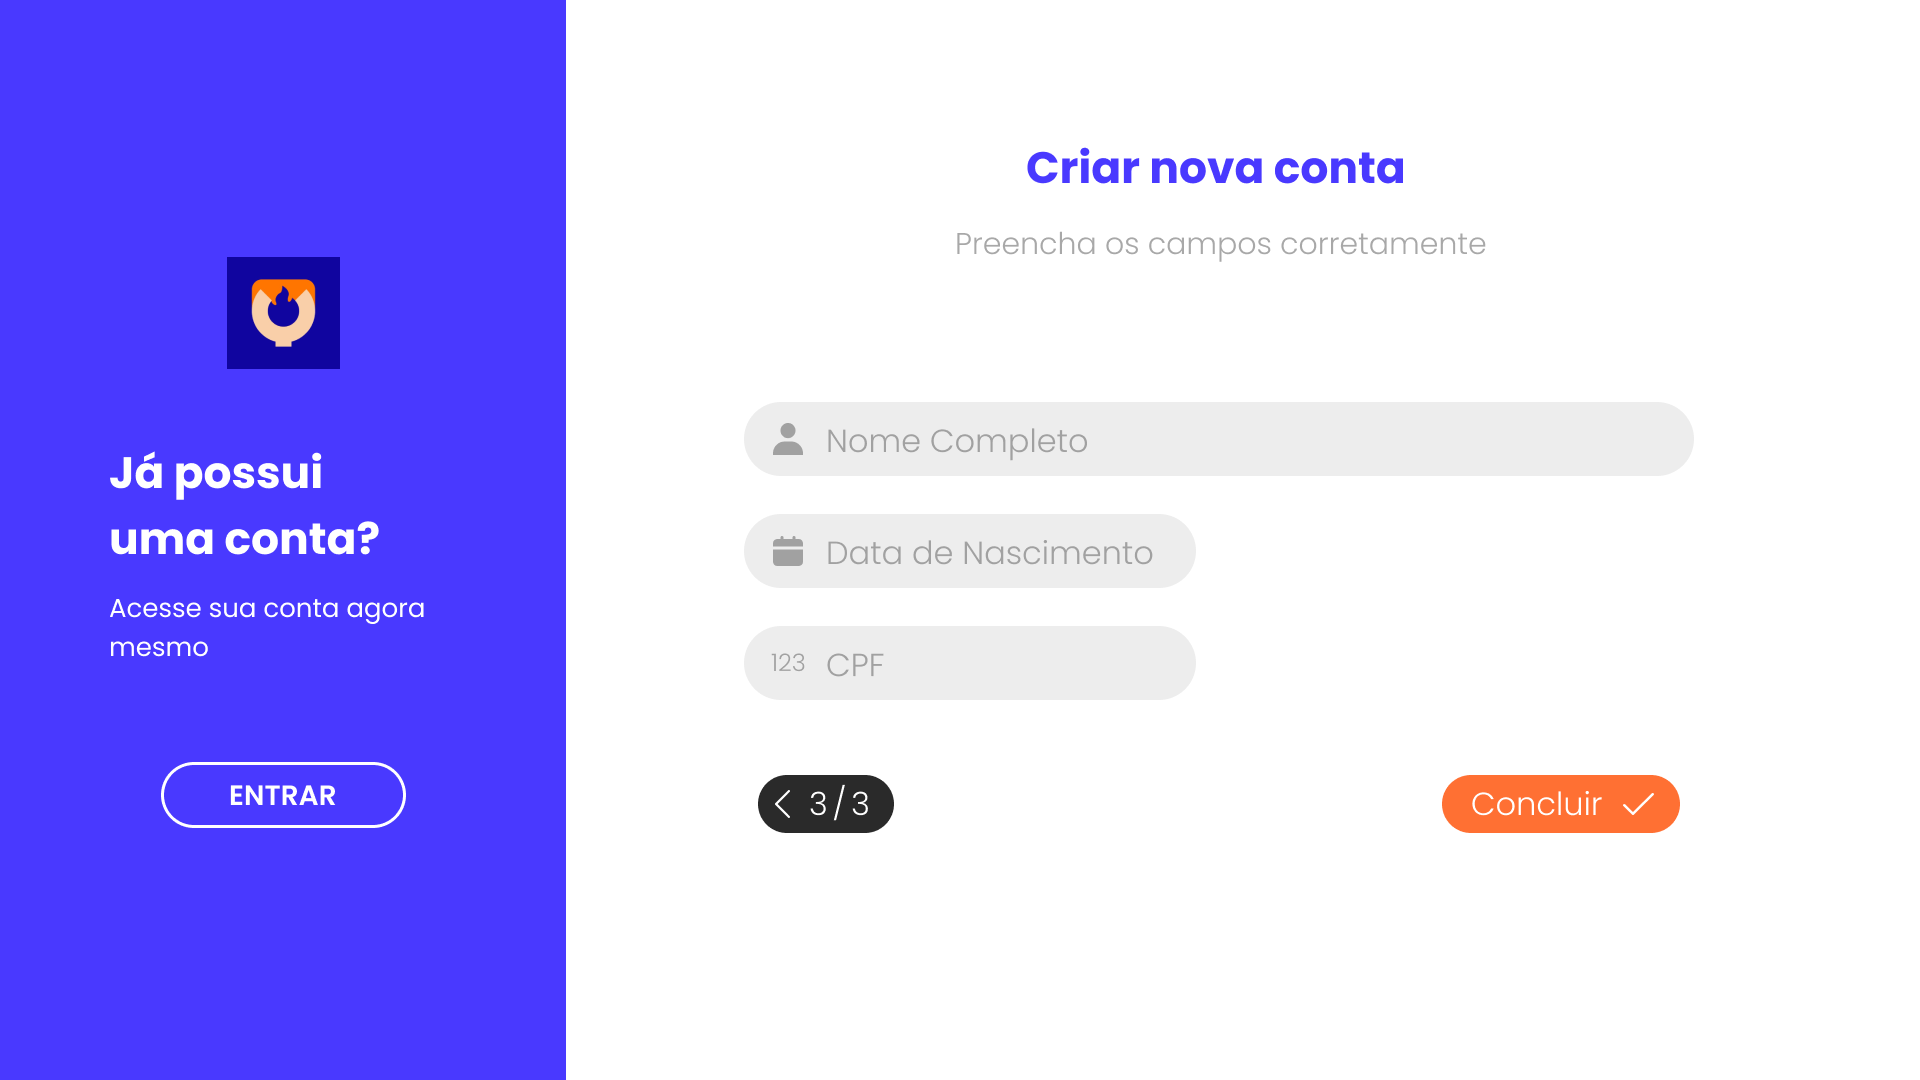 Já possui
uma conta?
Acesse sua conta agora
mesmo
ENTRAR
Criar nova conta
Preencha os campos corretamente
Nome Completo
Data de Nascimento
123 CPF
3/3
Concluir